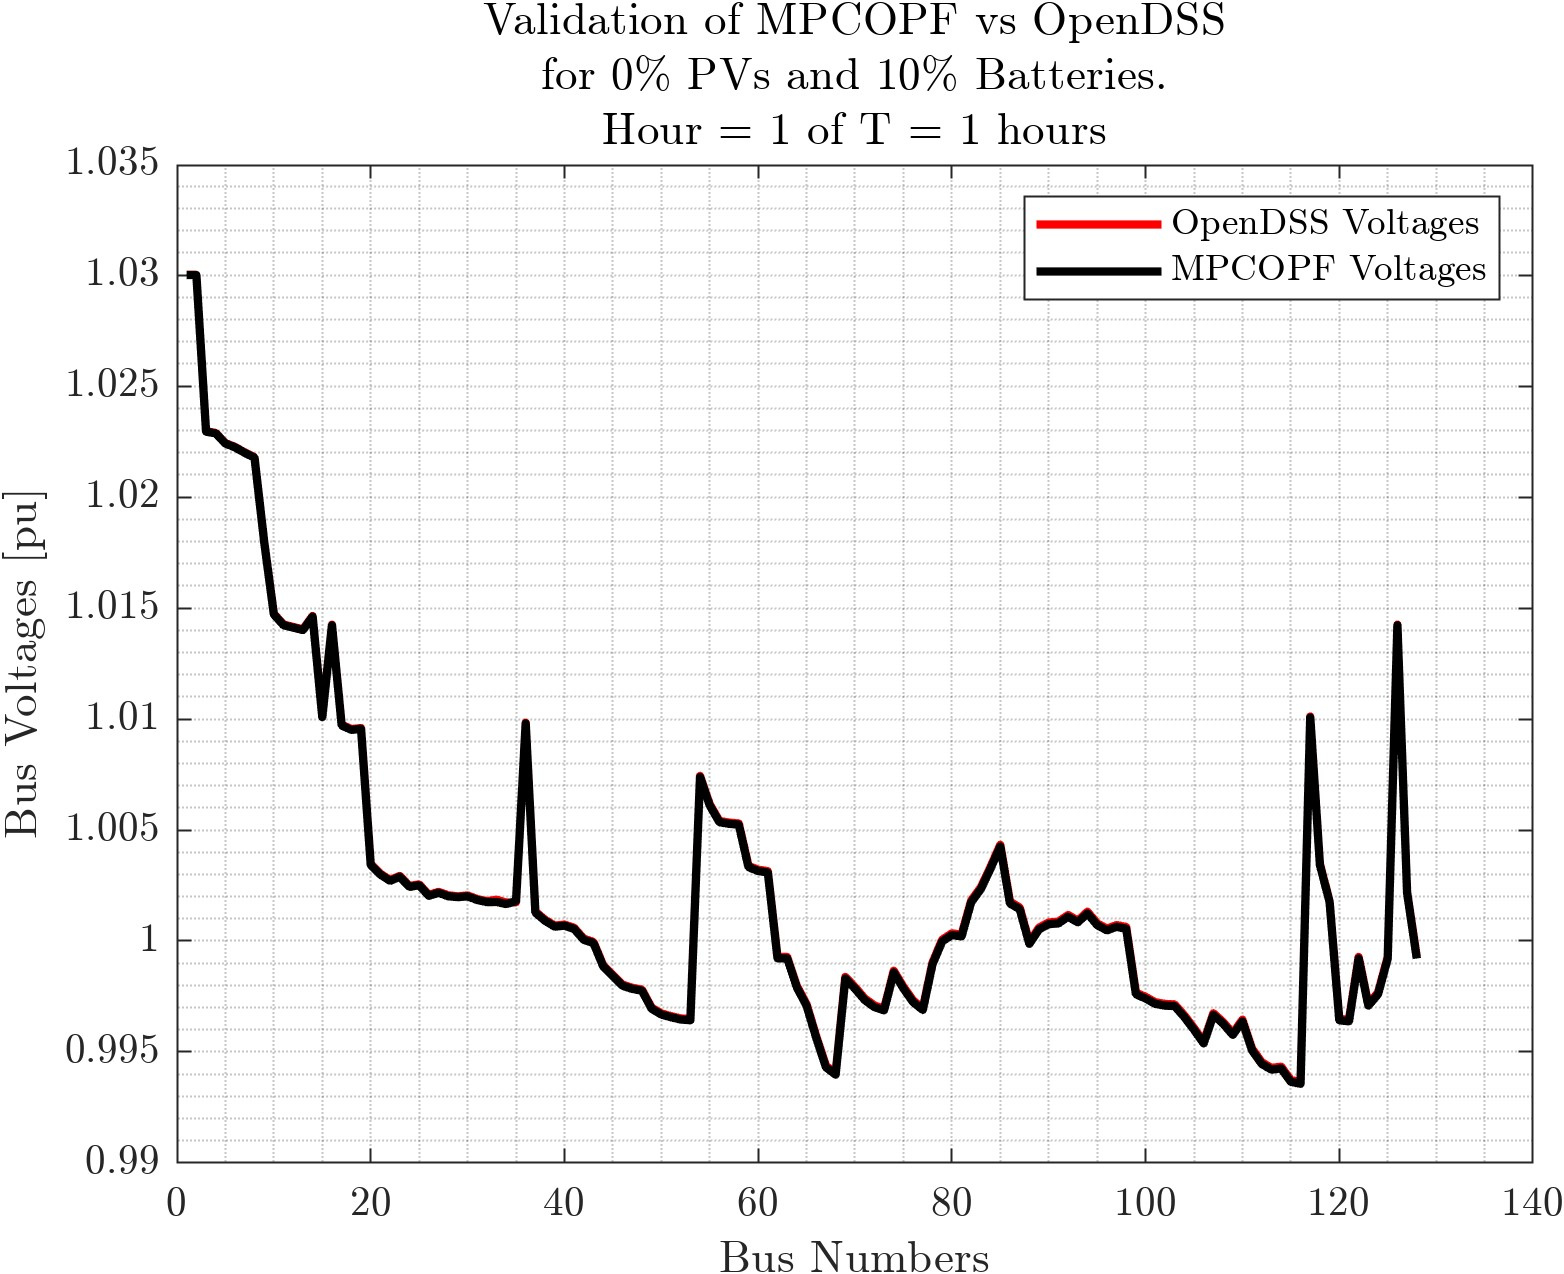 Validation of MPCOPF vs OpenDSS
for 0% PVs and 10% Batteries.
Hour = 1 of T = 1 hours
1.035
1.03
1.025
1.02
1.015
1.01
1.005
1
0.995
0.99
Bus Voltages [pu]
OpenDSS Voltages
MPCOPF Voltages
0 20 40 60 80 100 120 140
Bus Numbers